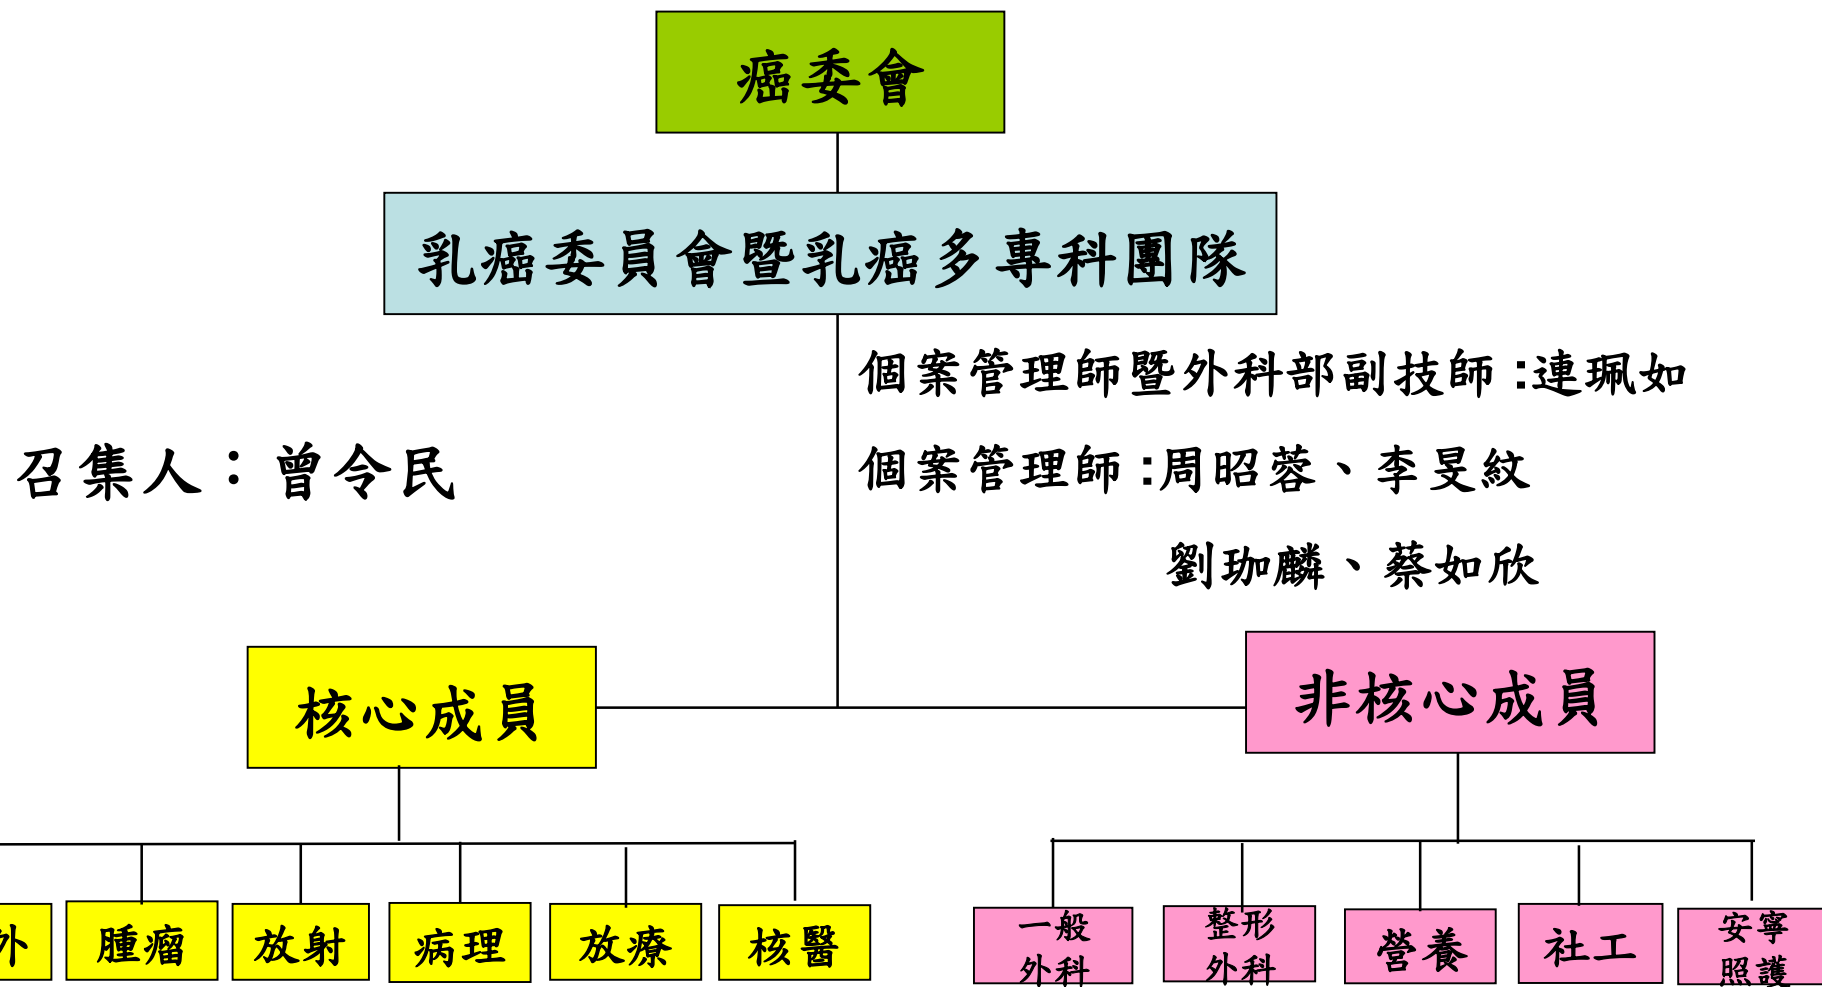 癌委會
乳癌委員會暨乳癌多專科團隊
個案管理師暨外科部副技師:連珮如
召集人：曾令民
個案管理師:周昭蓉、李旻紋
劉珈麟、蔡如欣
核心成員
非核心成員
外
腫瘤
放射
病理
放療
核醫
一般
外科
整形
外科
營養
社工
安寧
照護